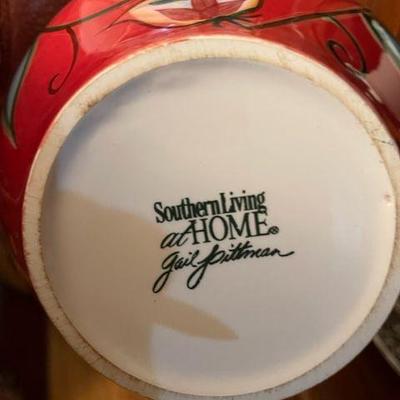 Southern Living
at HOME®
Gail Pittman